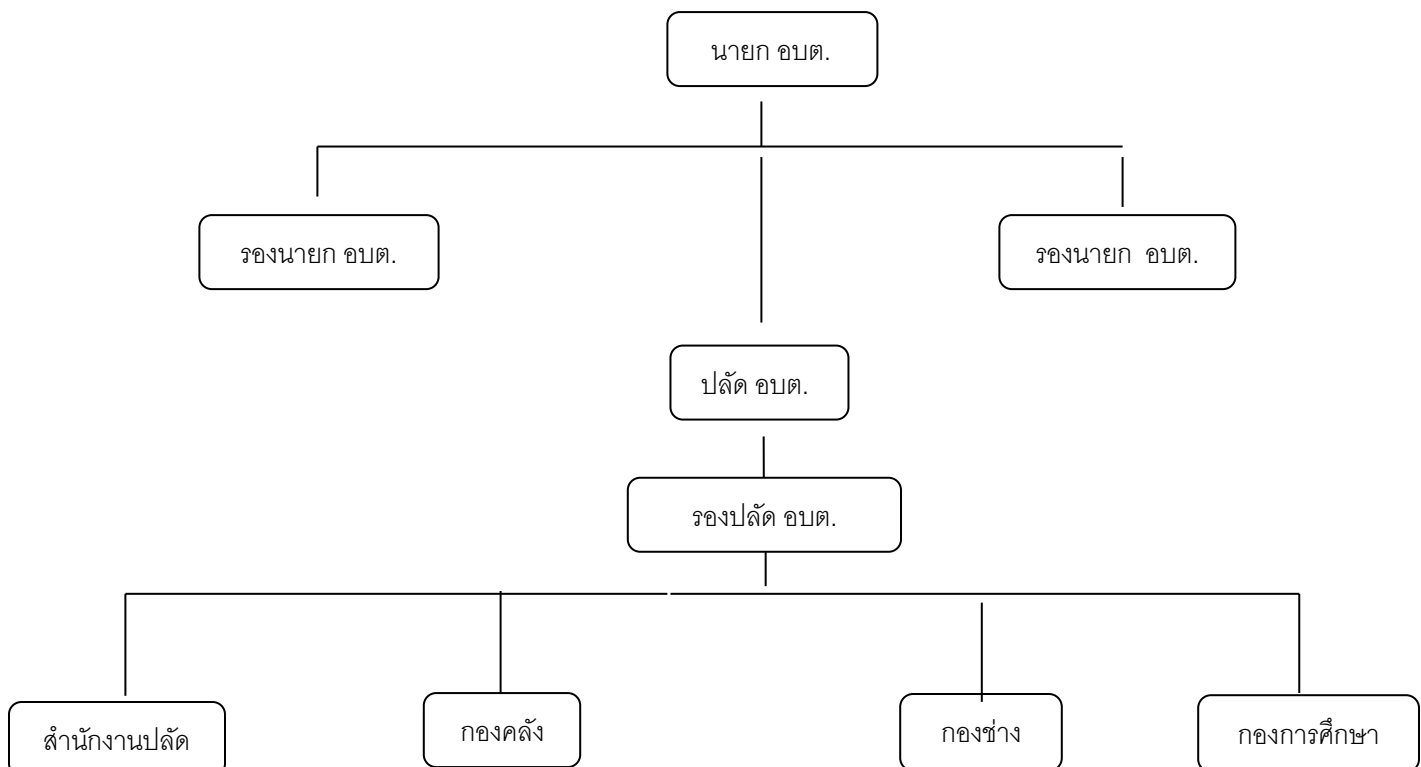 นายก อบต.
รองนายก อบต.
รองนายก  อบต.
ปลัด อบต.
รองปลัด อบต.
สำนักงานปลัด
กองคลัง
กองช่าง
กองการศึกษา